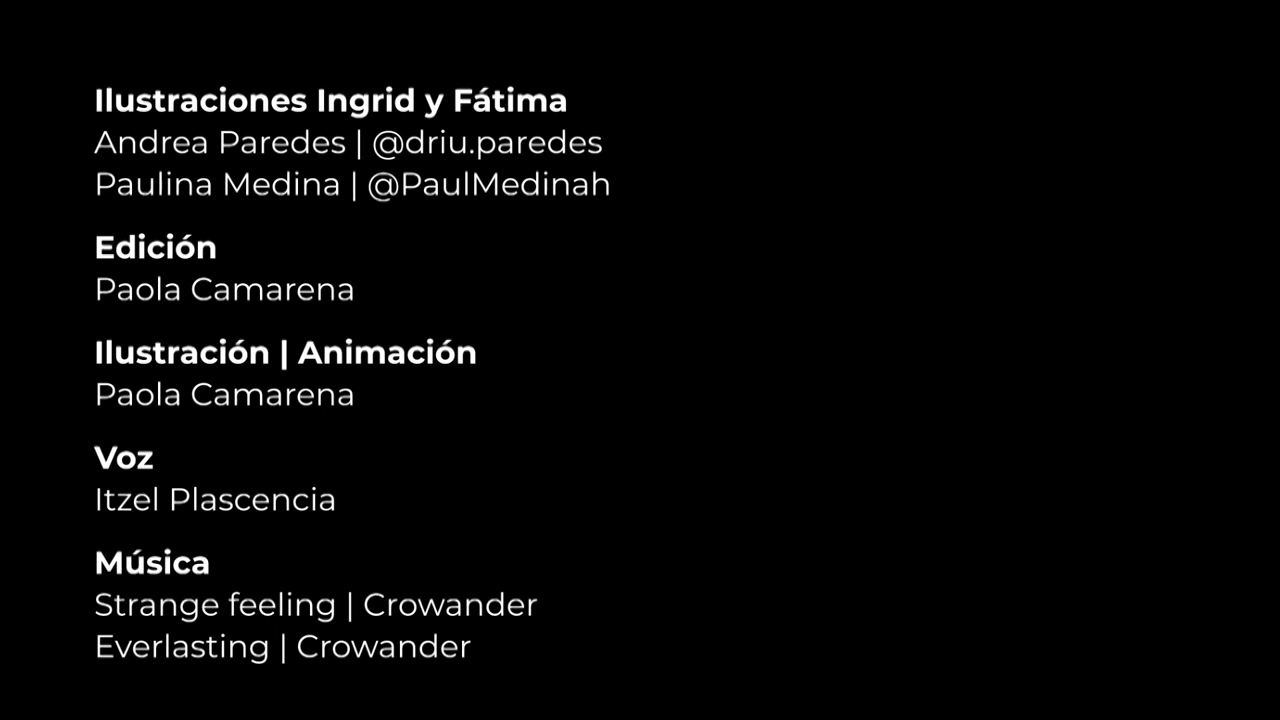 Ilustraciones Ingrid y Fátima
Andrea Paredes | @driu.paredes
Paulina Medina | @PaulMedinah
Edición
Paola Camarena
Ilustración | Animación
Paola Camarena
Voz
Itzel Plascencia
Música
Strange feeling | Crowander
Everlasting | Crowander